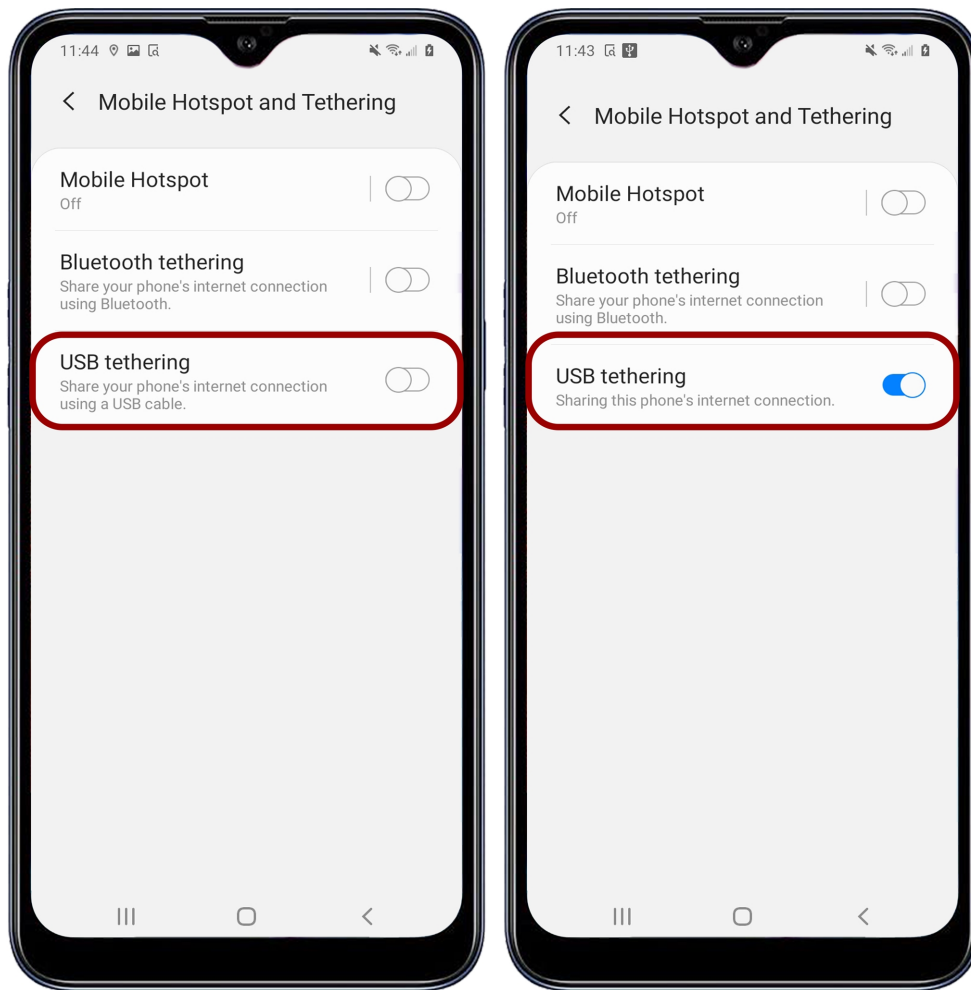 11:44
Mobile Hotspot and Tethering
Mobile Hotspot
Off
Bluetooth tethering
Share your phone's internet connection
using Bluetooth.
USB tethering
Share your phone's internet connection
using a USB cable.
11:43
Mobile Hotspot and Tethering
Mobile Hotspot
Off
Bluetooth tethering
Share your phone's internet connection
using Bluetooth.
USB tethering
Sharing this phone's internet connection.